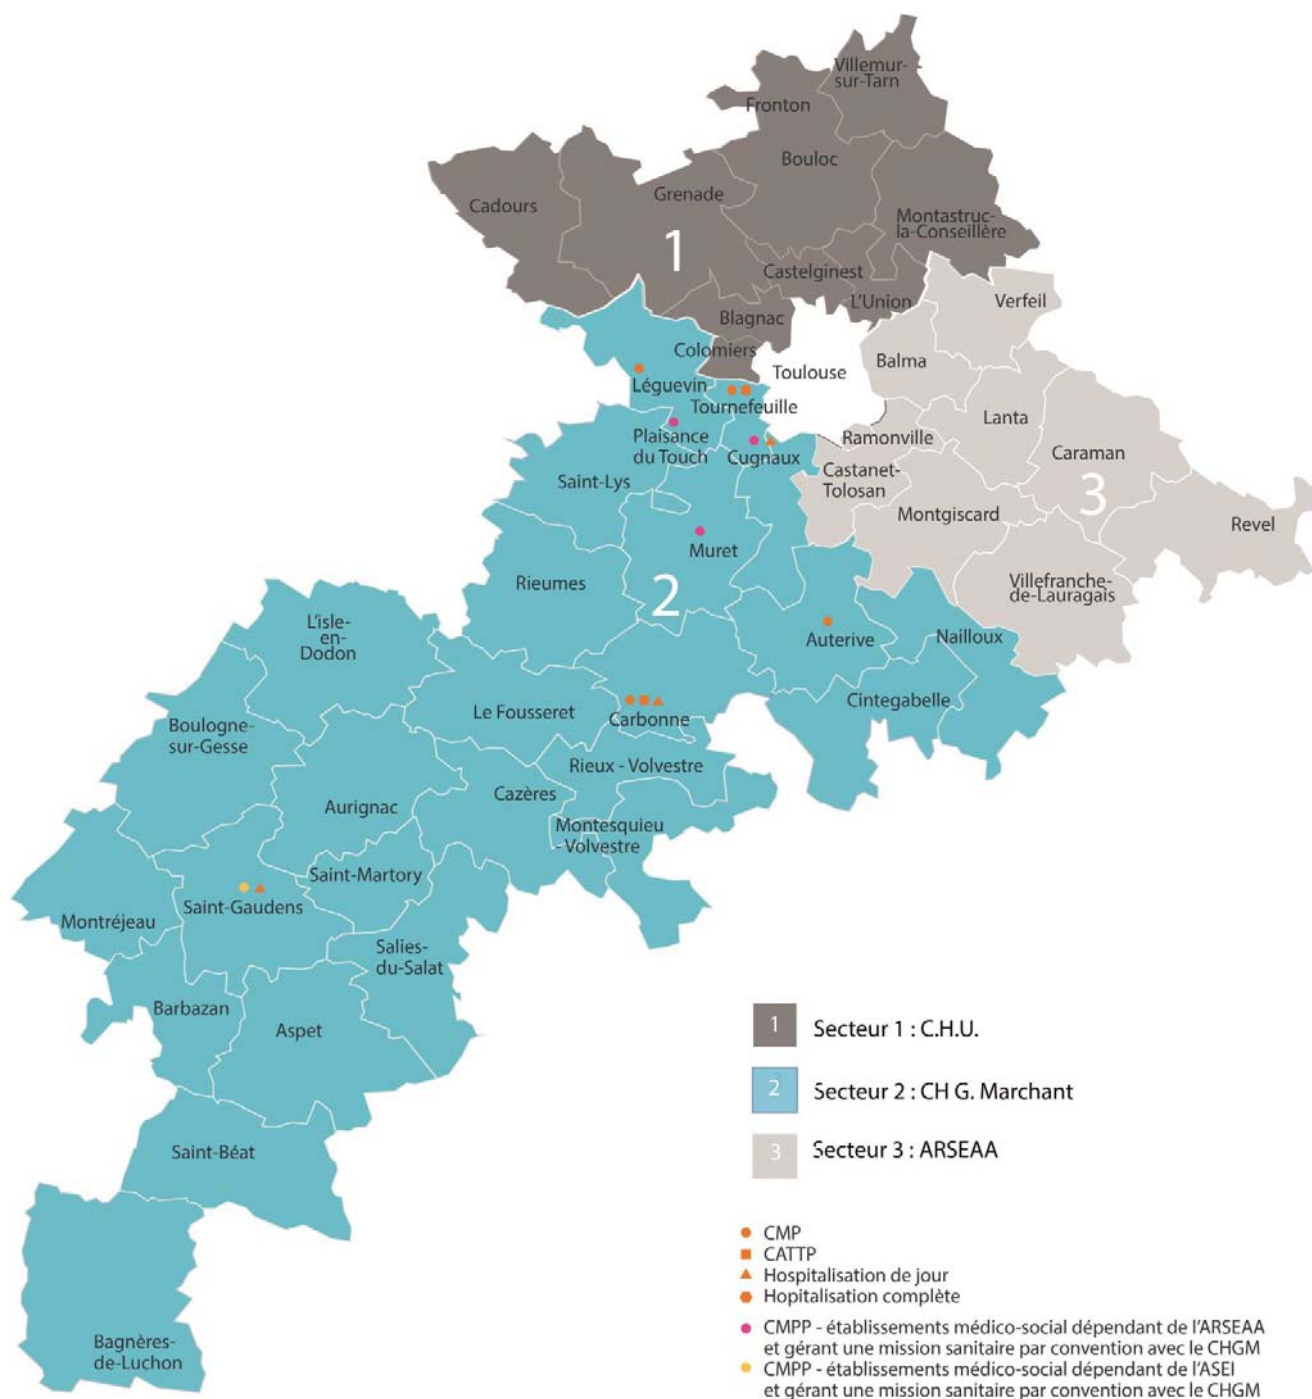 Villemur-
sur-Tarn
Fronton
Bouloc
Grenade
Cadours
Montastruc-
la-Conseillère
1
Castelginest
L'Union
Verfeil
Blagnac
Colomiers
Balma
Toulouse
Léguevin
Tournefeuille
Lanta
Plaisance
du Touch
Cugnaux
Ramonville
Caraman
Castanet-
Tolosan
Saint-Lys
3
Montgiscard
Revel
Muret
Rieumes
2
Villefranche-
de-Lauragais
L'isle-
en-
Dodon
Auterive
Nailloux
Cintegabelle
Le Fousseret
Carbonne
Boulogne-
sur-Gesse
Rieux - Volvestre
Cazères
Aurignac
Montesquieu
- Volvestre
Saint-Martory
Saint-Gaudens
Montréjeau
Salies-
du-Salat
Barbazan
Aspet
Saint-Béat
Bagnères-
de-Luchon
1 Secteur 1 : C.H.U.
2 Secteur 2 : CH G. Marchant
3 Secteur 3 : ARSEAA
CMP
CATTP
Hospitalisation de jour
Hopitalisation complète
CMPP - établissements médico-social dépendant de l'ARSEAA
et gérant une mission sanitaire par convention avec le CHGM
CMPP - établissements médico-social dépendant de l'ASEI
et gérant une mission sanitaire par convention avec le CHGM